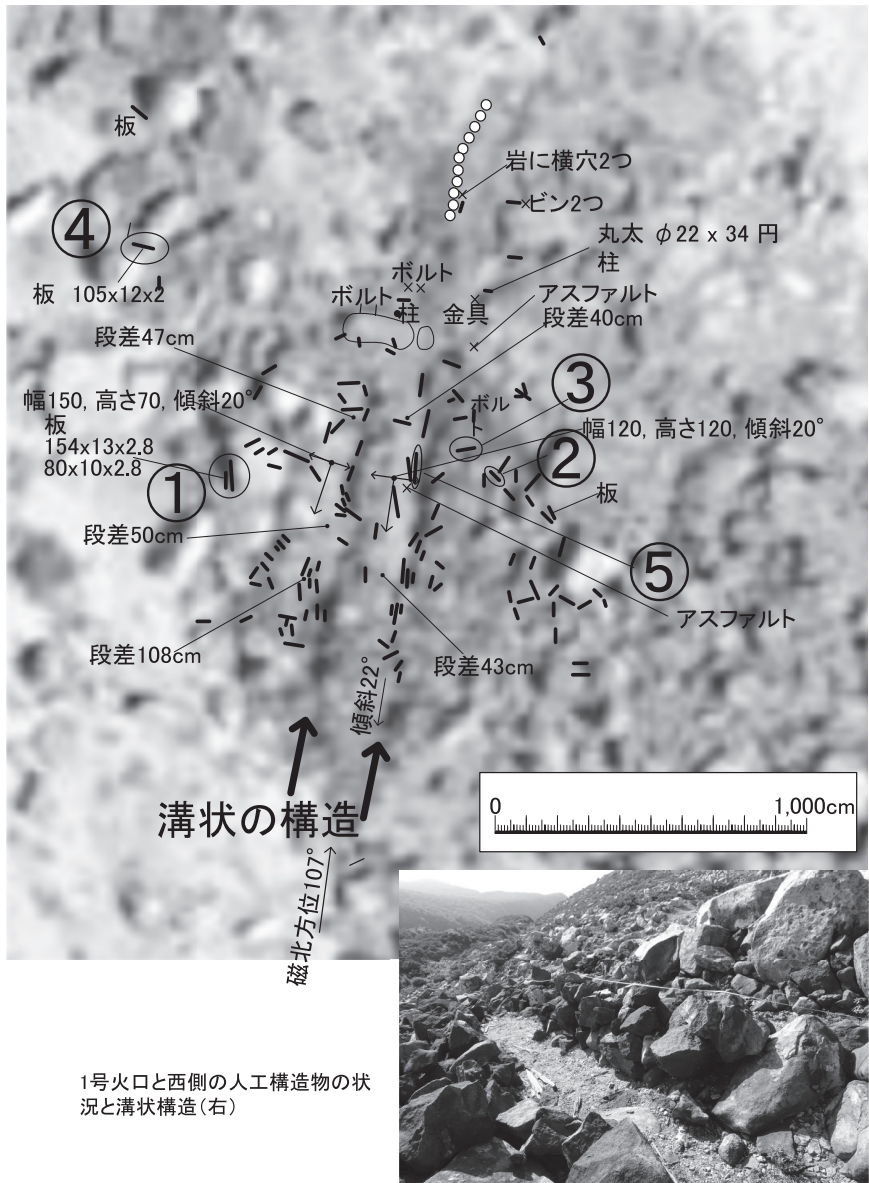 板
岩に横穴2つ
ビン2つ
④
丸太 φ22 x 34 円
柱
ボルト
板 105x12x2
ボルト
柱
金具
アスファルト
段差40cm
段差47cm
③
幅150, 高さ70, 傾斜20°
ボル
ト
板
154x13x2.8
80x10x2.8
幅120, 高さ120, 傾斜20°
②
①
板
段差50cm
⑤
アスファルト
段差108cm
段差43cm
傾斜22°
溝状の構造
0
1,000cm
磁北方位107°
1号火口と西側の人工構造物の状
況と溝状構造(右)